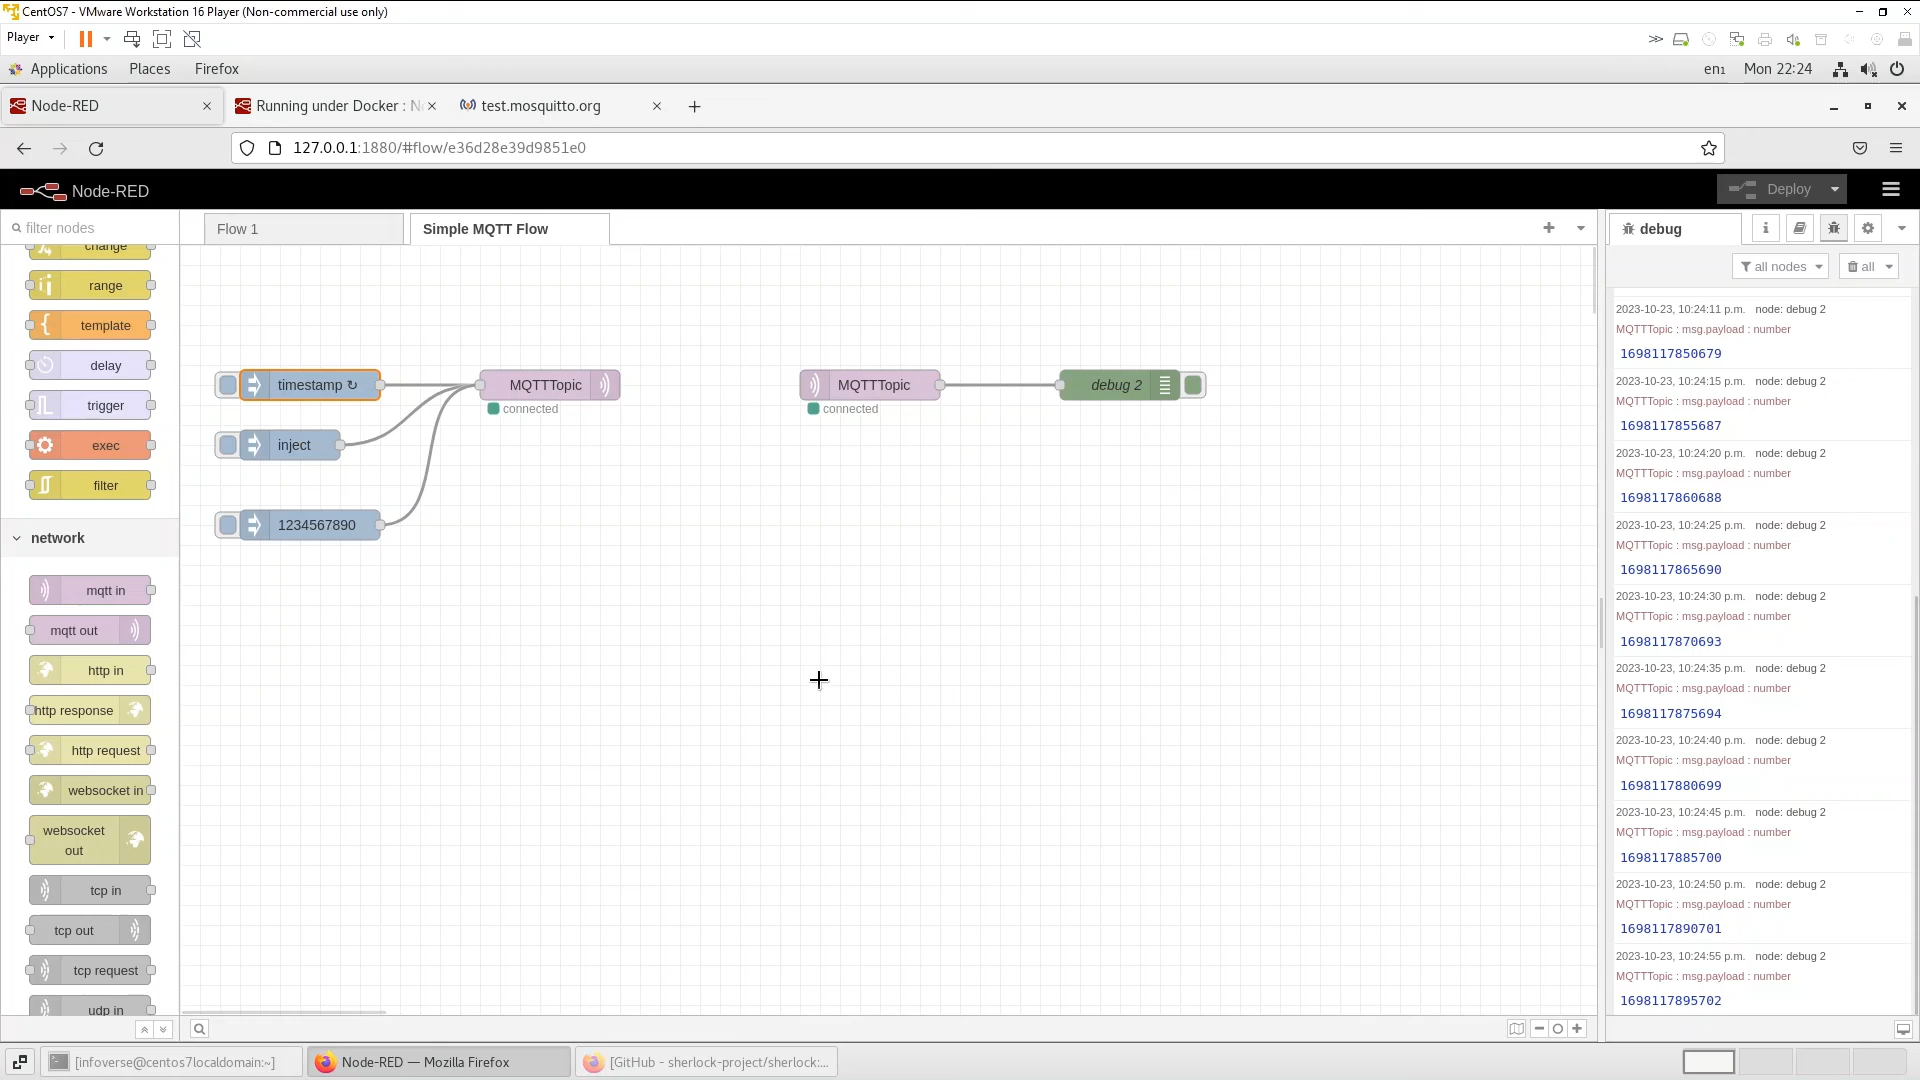 CentOS7 - VMware Workstation 16 Player (Non-commercial use only)
Player
Applications Places Firefox
en1 Mon 22:24
Node-RED
Running under Docker : N
test.mosquitto.org
127.0.0.1:1880/#flow/e36d28e39d9851e0
Node-RED
Deploy
filter nodes
Flow 1
Simple MQTT Flow
debug
all nodes
all
change
range
template
delay
trigger
exec
filter
network
mqtt in
mqtt out
http in
http response
http request
websocket in
websocket
out
tcp in
tcp out
tcp request
udp in
timestamp ↻
MQTTTopic
connected
inject
1234567890
MQTTTopic
connected
debug 2
2023-10-23, 10:24:11 p.m. node: debug 2
MQTTTopic : msg.payload : number
1698117850679
2023-10-23, 10:24:15 p.m. node: debug 2
MQTTTopic : msg.payload : number
1698117855687
2023-10-23, 10:24:20 p.m. node: debug 2
MQTTTopic : msg.payload : number
1698117860688
2023-10-23, 10:24:25 p.m. node: debug 2
MQTTTopic : msg.payload : number
1698117865690
2023-10-23, 10:24:30 p.m. node: debug 2
MQTTTopic : msg.payload : number
1698117870693
2023-10-23, 10:24:35 p.m. node: debug 2
MQTTTopic : msg.payload : number
1698117875694
2023-10-23, 10:24:40 p.m. node: debug 2
MQTTTopic : msg.payload : number
1698117880699
2023-10-23, 10:24:45 p.m. node: debug 2
MQTTTopic : msg.payload : number
1698117885700
2023-10-23, 10:24:50 p.m. node: debug 2
MQTTTopic : msg.payload : number
1698117890701
2023-10-23, 10:24:55 p.m. node: debug 2
MQTTTopic : msg.payload : number
1698117895702
[infoverse@centos7localdomain:~]
Node-RED — Mozilla Firefox
[GitHub - sherlock-project/sherlock:...